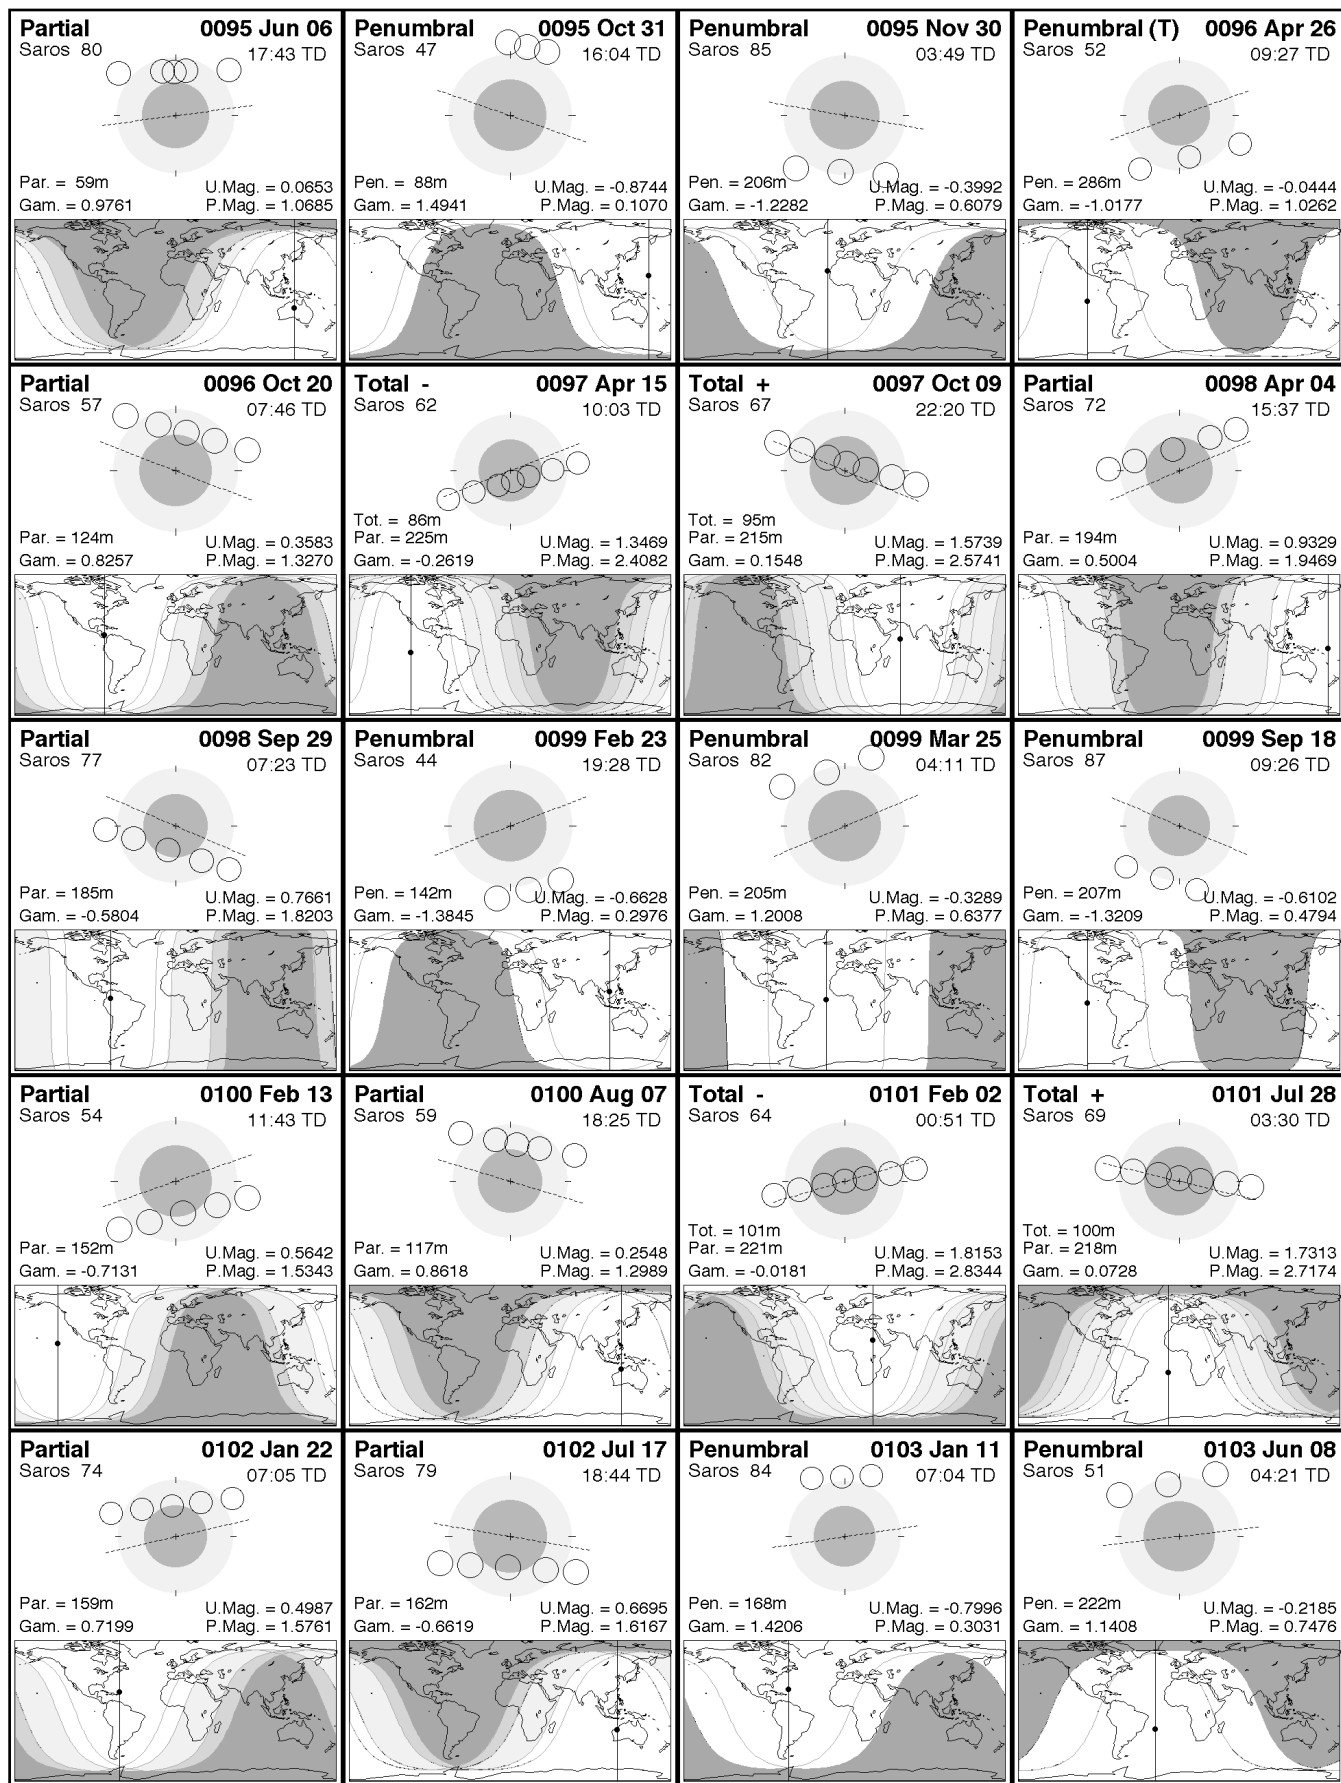 Partial 0095 Jun 06
Saros 80 17:43 TD
Par. = 59m U.Mag. = 0.0653
Gam. = 0.9761 P.Mag. = 1.0685
Penumbral 0095 Oct 31
Saros 47 16:04 TD
Pen. = 88m U.Mag. = -0.8744
Gam. = 1.4941 P.Mag. = 0.1070
Penumbral 0095 Nov 30
Saros 85 03:49 TD
Pen. = 206m U.Mag. = -0.3992
Gam. = -1.2282 P.Mag. = 0.6079
Penumbral (T) 0096 Apr 26
Saros 52 09:27 TD
Pen. = 286m U.Mag. = -0.0444
Gam. = -1.0177 P.Mag. = 1.0262
Partial 0096 Oct 20
Saros 57 07:46 TD
Par. = 124m U.Mag. = 0.3583
Gam. = 0.8257 P.Mag. = 1.3270
Total - 0097 Apr 15
Saros 62 10:03 TD
Tot. = 86m
Par. = 225m U.Mag. = 1.3469
Gam. = -0.2619 P.Mag. = 2.4082
Total + 0097 Oct 09
Saros 67 22:20 TD
Tot. = 95m
Par. = 215m U.Mag. = 1.5739
Gam. = 0.1548 P.Mag. = 2.5741
Partial 0098 Apr 04
Saros 72 15:37 TD
Par. = 194m U.Mag. = 0.9329
Gam. = 0.5004 P.Mag. = 1.9469
Partial 0098 Sep 29
Saros 77 07:23 TD
Par. = 185m U.Mag. = 0.7661
Gam. = -0.5804 P.Mag. = 1.8203
Penumbral 0099 Feb 23
Saros 44 19:28 TD
Pen. = 142m U.Mag. = -0.6628
Gam. = -1.3845 P.Mag. = 0.2976
Penumbral 0099 Mar 25
Saros 82 04:11 TD
Pen. = 205m U.Mag. = -0.3289
Gam. = 1.2008 P.Mag. = 0.6377
Penumbral 0099 Sep 18
Saros 87 09:26 TD
Pen. = 207m U.Mag. = -0.6102
Gam. = -1.3209 P.Mag. = 0.4794
Partial 0100 Feb 13
Saros 54 11:43 TD
Par. = 152m U.Mag. = 0.5642
Gam. = -0.7131 P.Mag. = 1.5343
Partial 0100 Aug 07
Saros 59 18:25 TD
Par. = 117m U.Mag. = 0.2548
Gam. = 0.8618 P.Mag. = 1.2989
Total - 0101 Feb 02
Saros 64 00:51 TD
Tot. = 101m
Par. = 221m U.Mag. = 1.8153
Gam. = -0.0181 P.Mag. = 2.8344
Total + 0101 Jul 28
Saros 69 03:30 TD
Tot. = 100m
Par. = 218m U.Mag. = 1.7313
Gam. = 0.0728 P.Mag. = 2.7174
Partial 0102 Jan 22
Saros 74 07:05 TD
Par. = 159m U.Mag. = 0.4987
Gam. = 0.7199 P.Mag. = 1.5761
Partial 0102 Jul 17
Saros 79 18:44 TD
Par. = 162m U.Mag. = 0.6695
Gam. = -0.6619 P.Mag. = 1.6167
Penumbral 0103 Jan 11
Saros 84 07:04 TD
Pen. = 168m U.Mag. = -0.7996
Gam. = 1.4206 P.Mag. = 0.3031
Penumbral 0103 Jun 08
Saros 51 04:21 TD
Pen. = 222m U.Mag. = -0.2185
Gam. = 1.1408 P.Mag. = 0.7476